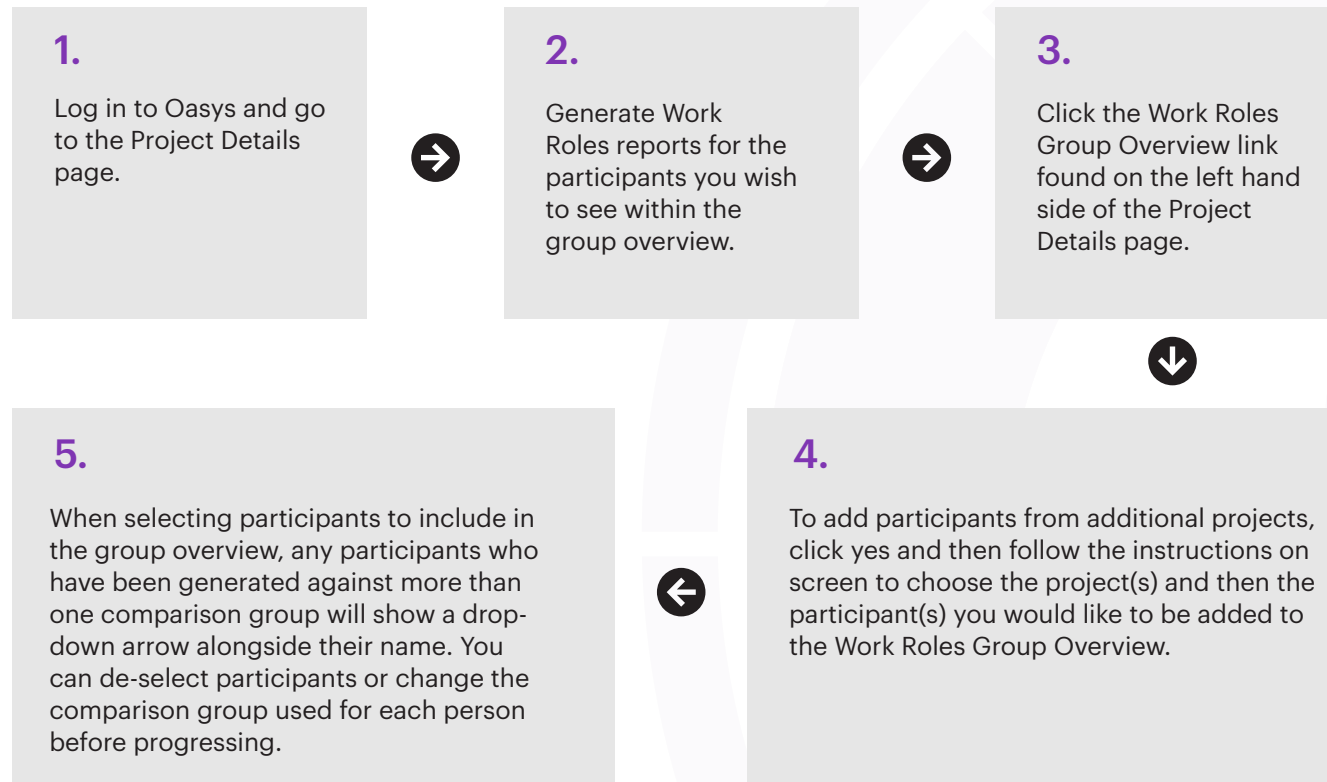 1.
Log in to Oasys and go
to the Project Details
page.
2.
Generate Work
Roles reports for the
participants you wish
to see within the
group overview.
3.
Click the Work Roles
Group Overview link
found on the left hand
side of the Project
Details page.
4.
To add participants from additional projects,
click yes and then follow the instructions on
screen to choose the project(s) and then the
participant(s) you would like to be added to
the Work Roles Group Overview.
5.
When selecting participants to include in
the group overview, any participants who
have been generated against more than
one comparison group will show a drop-
down arrow alongside their name. You
can de-select participants or change the
comparison group used for each person
before progressing.